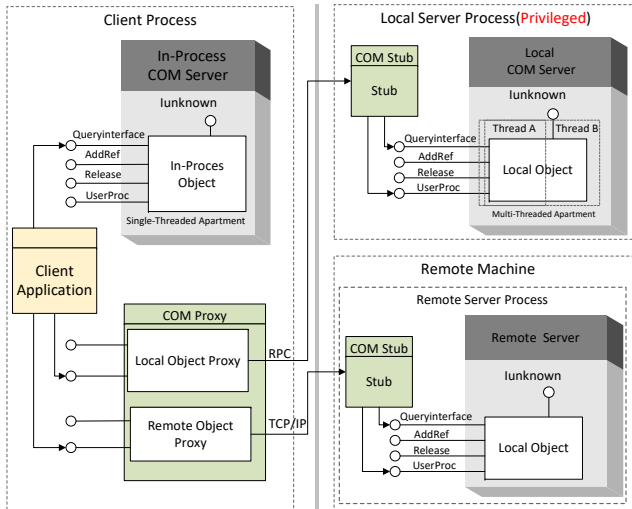 Client Process
In-Process
COM Server
Iunknown
Queryinterface
AddRef
Release
UserProc
In-Proces
Object
Single-Threaded Apartment
Client
Application
COM Proxy
Local Object Proxy
RPC
Remote Object
Proxy
TCP/IP
Local Server Process(Privileged)
COM Stub
Stub
Local
COM Server
Iunknown
Thread A
Thread B
Queryinterface
AddRef
Release
UserProc
Local Object
Multi-Threaded Apartment
Remote Machine
Remote Server Process
COM Stub
Stub
Remote Server
Iunknown
Queryinterface
AddRef
Release
UserProc
Local Object